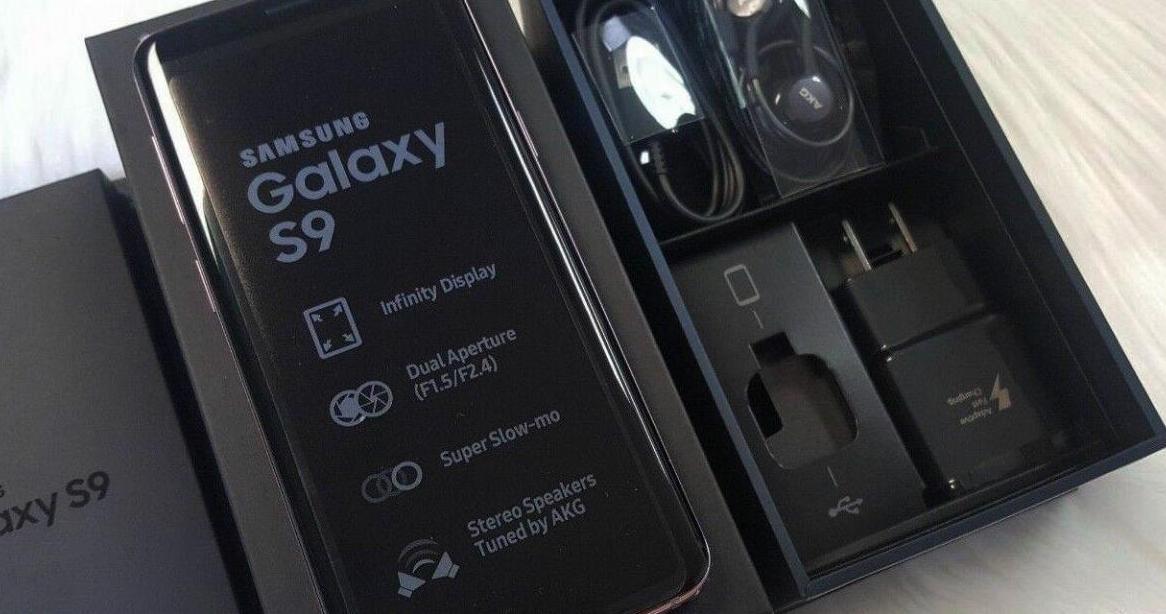 SAMSUNG
Galaxy
S9
Infinity Display
Dual Aperture
(F1.5/F2.4)
Super Slow-mo
Stereo Speakers
Tuned by AKG
axy S9
AKG
Adaptive
Fast
Charging